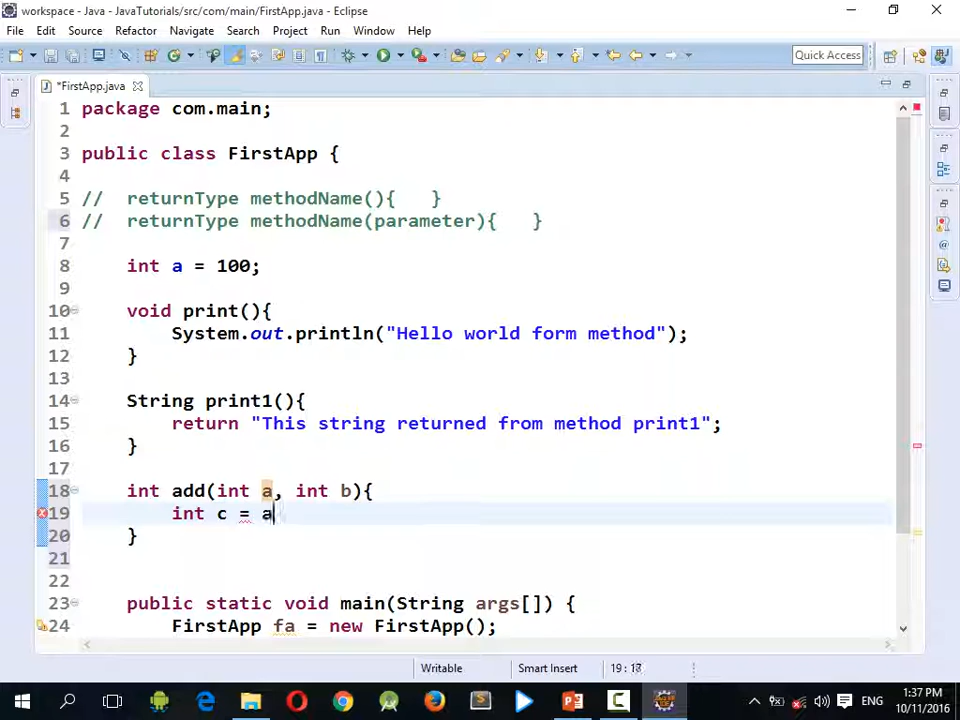 workspace - Java - JavaTutorials/src/com/main/FirstApp.java - Eclipse
File Edit Source Refactor Navigate Search Project Run Window Help
Quick Access
*FirstApp.java
1 package com.main;
2
3 public class FirstApp {
4
5 // returnType methodName(){ }
6 // returnType methodName(parameter){ }
7
8 int a = 100;
9
10 void print(){
11 System.out.println("Hello world form method");
12 }
13
14 String print1(){
15 return "This string returned from method print1";
16 }
17
18 int add(int a, int b){
19 int c = a
20 }
21
22
23 public static void main(String args[]) {
24 FirstApp fa = new FirstApp();
Writable Smart Insert 19 : 17
ENG 1:37 PM
10/11/2016